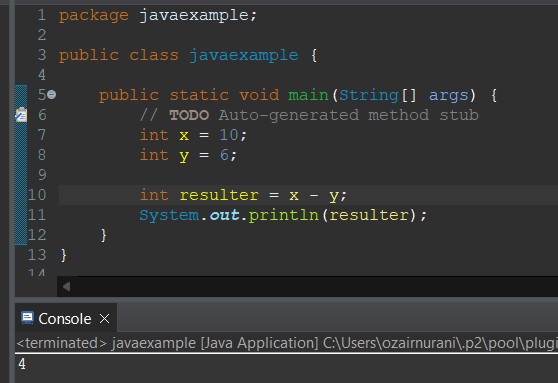 1 package javaexample;
2
3 public class javaexample {
4
5 public static void main(String[] args) {
6 // TODO Auto-generated method stub
7 int x = 10;
8 int y = 6;
9
10 int resulter = x - y;
11 System.out.println(resulter);
12 }
13 }
14
Console
<terminated> javaexample [Java Application] C:\Users\ozairnurani\.p2\pool\plugi
4